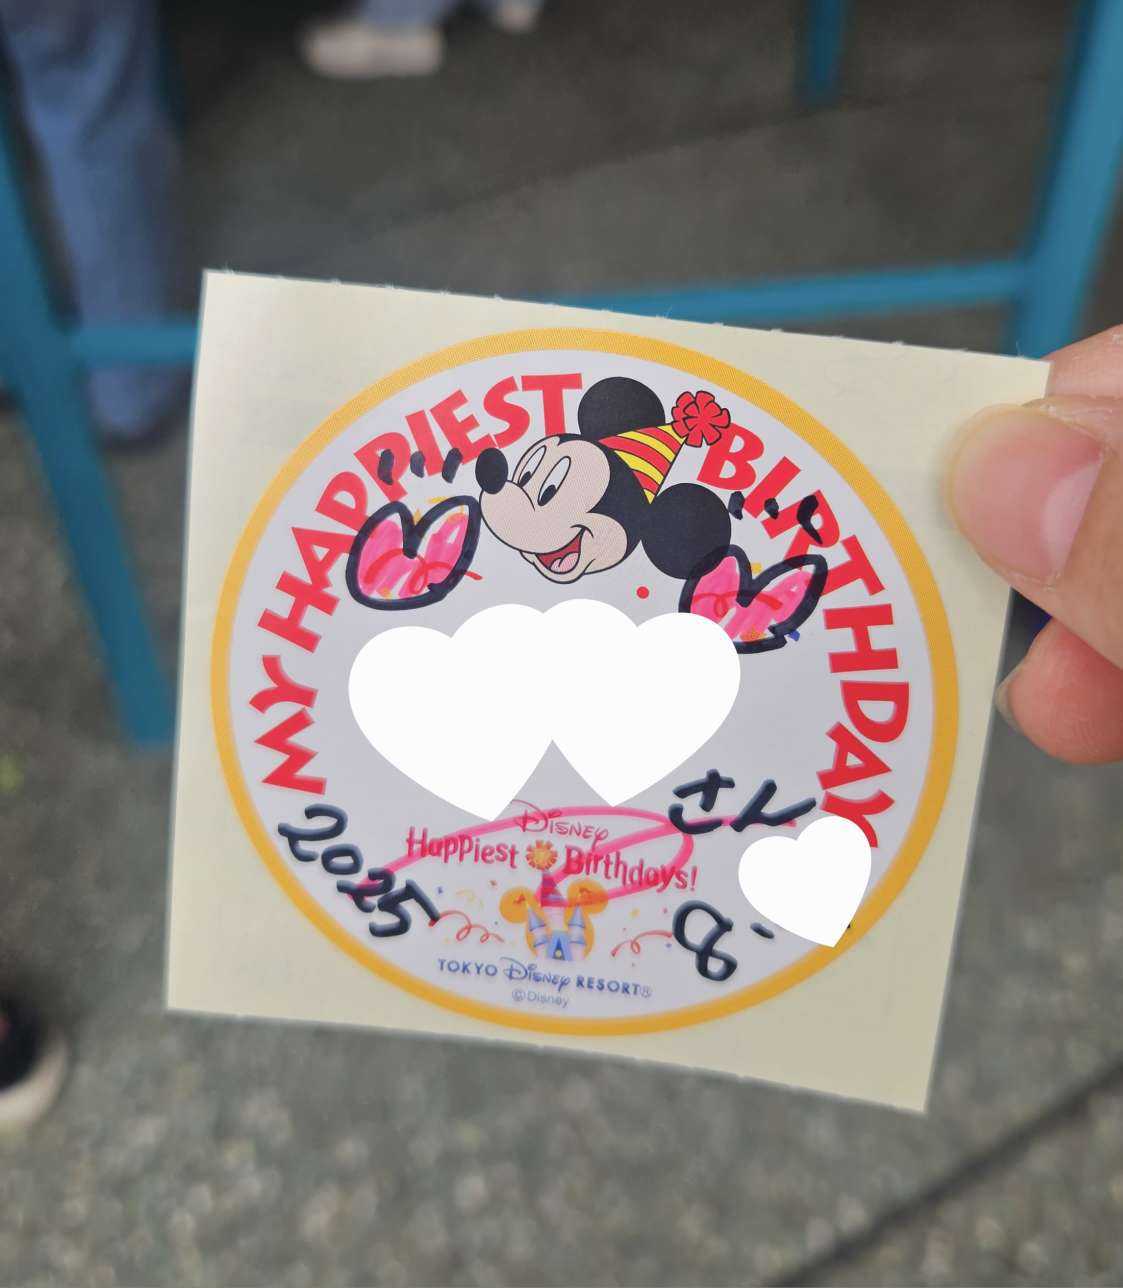 MY HAPPIEST BIRTHDAY
さん
Disney
Happiest Birthdays!
2025
8.
TOKYO Disney RESORT®
©Disney